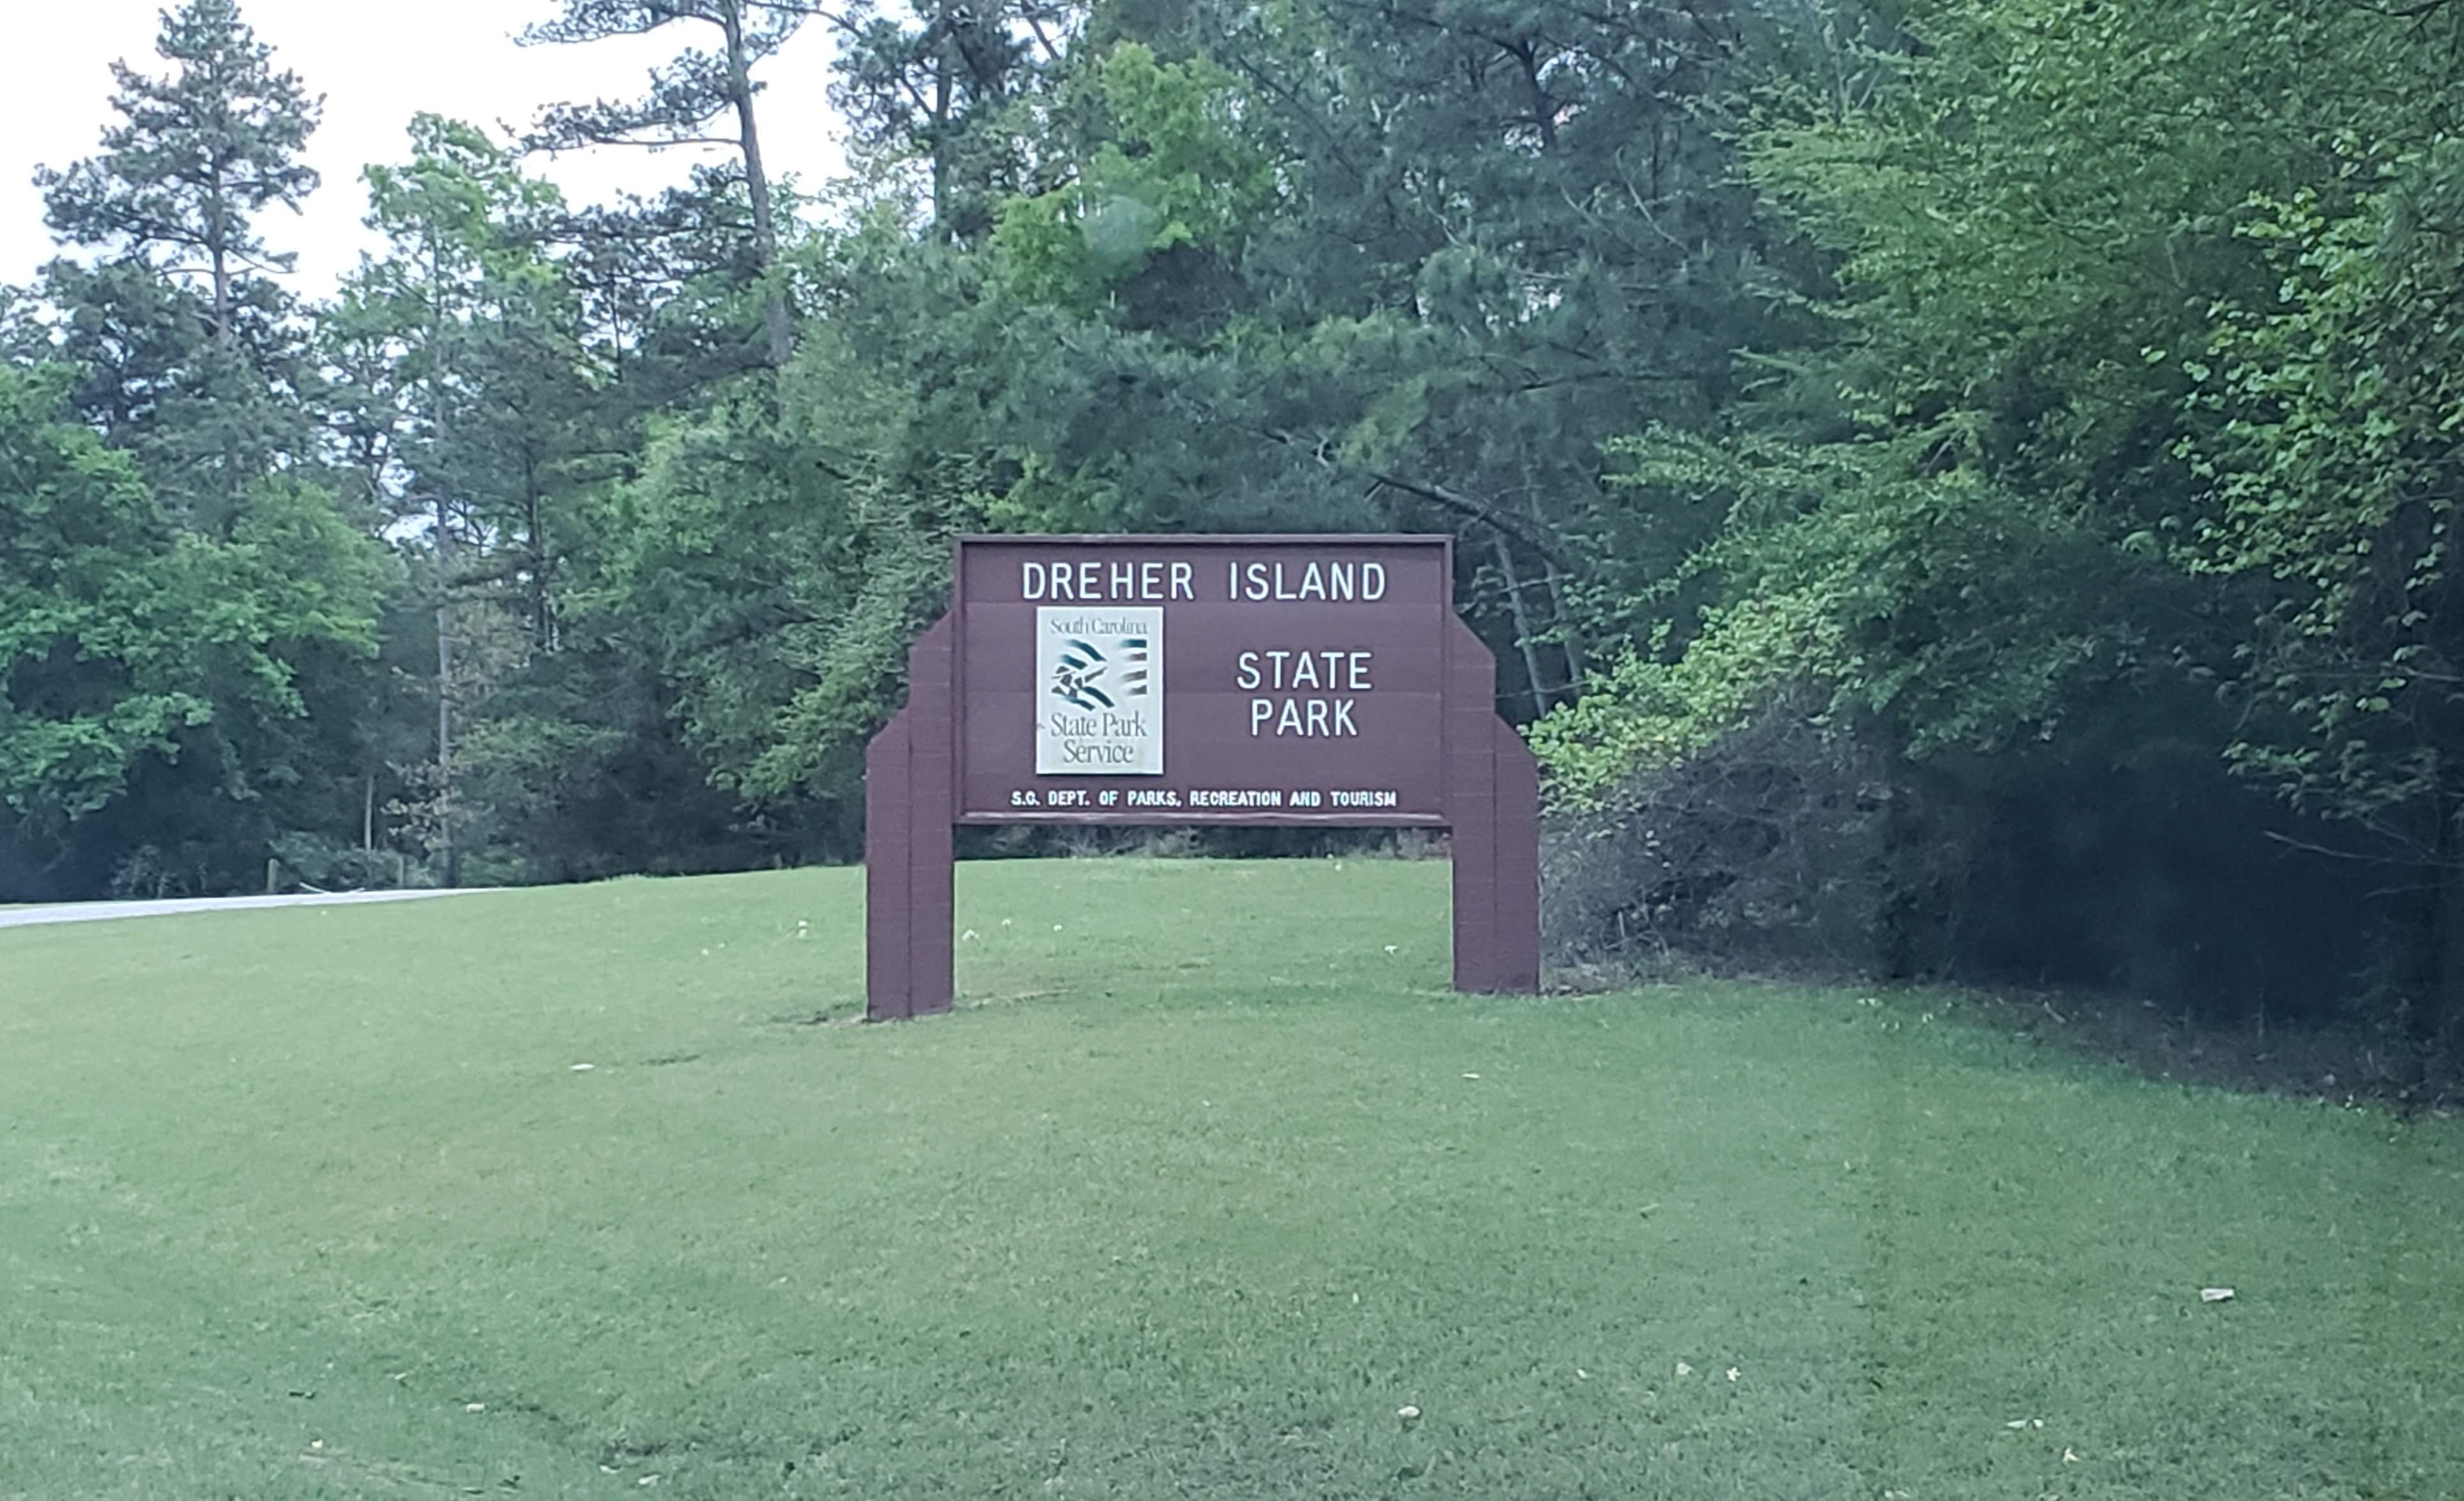 DREHER ISLAND
South Carolina
State Park
Service
STATE
PARK
S.C. DEPT. OF PARKS, RECREATION AND TOURISM